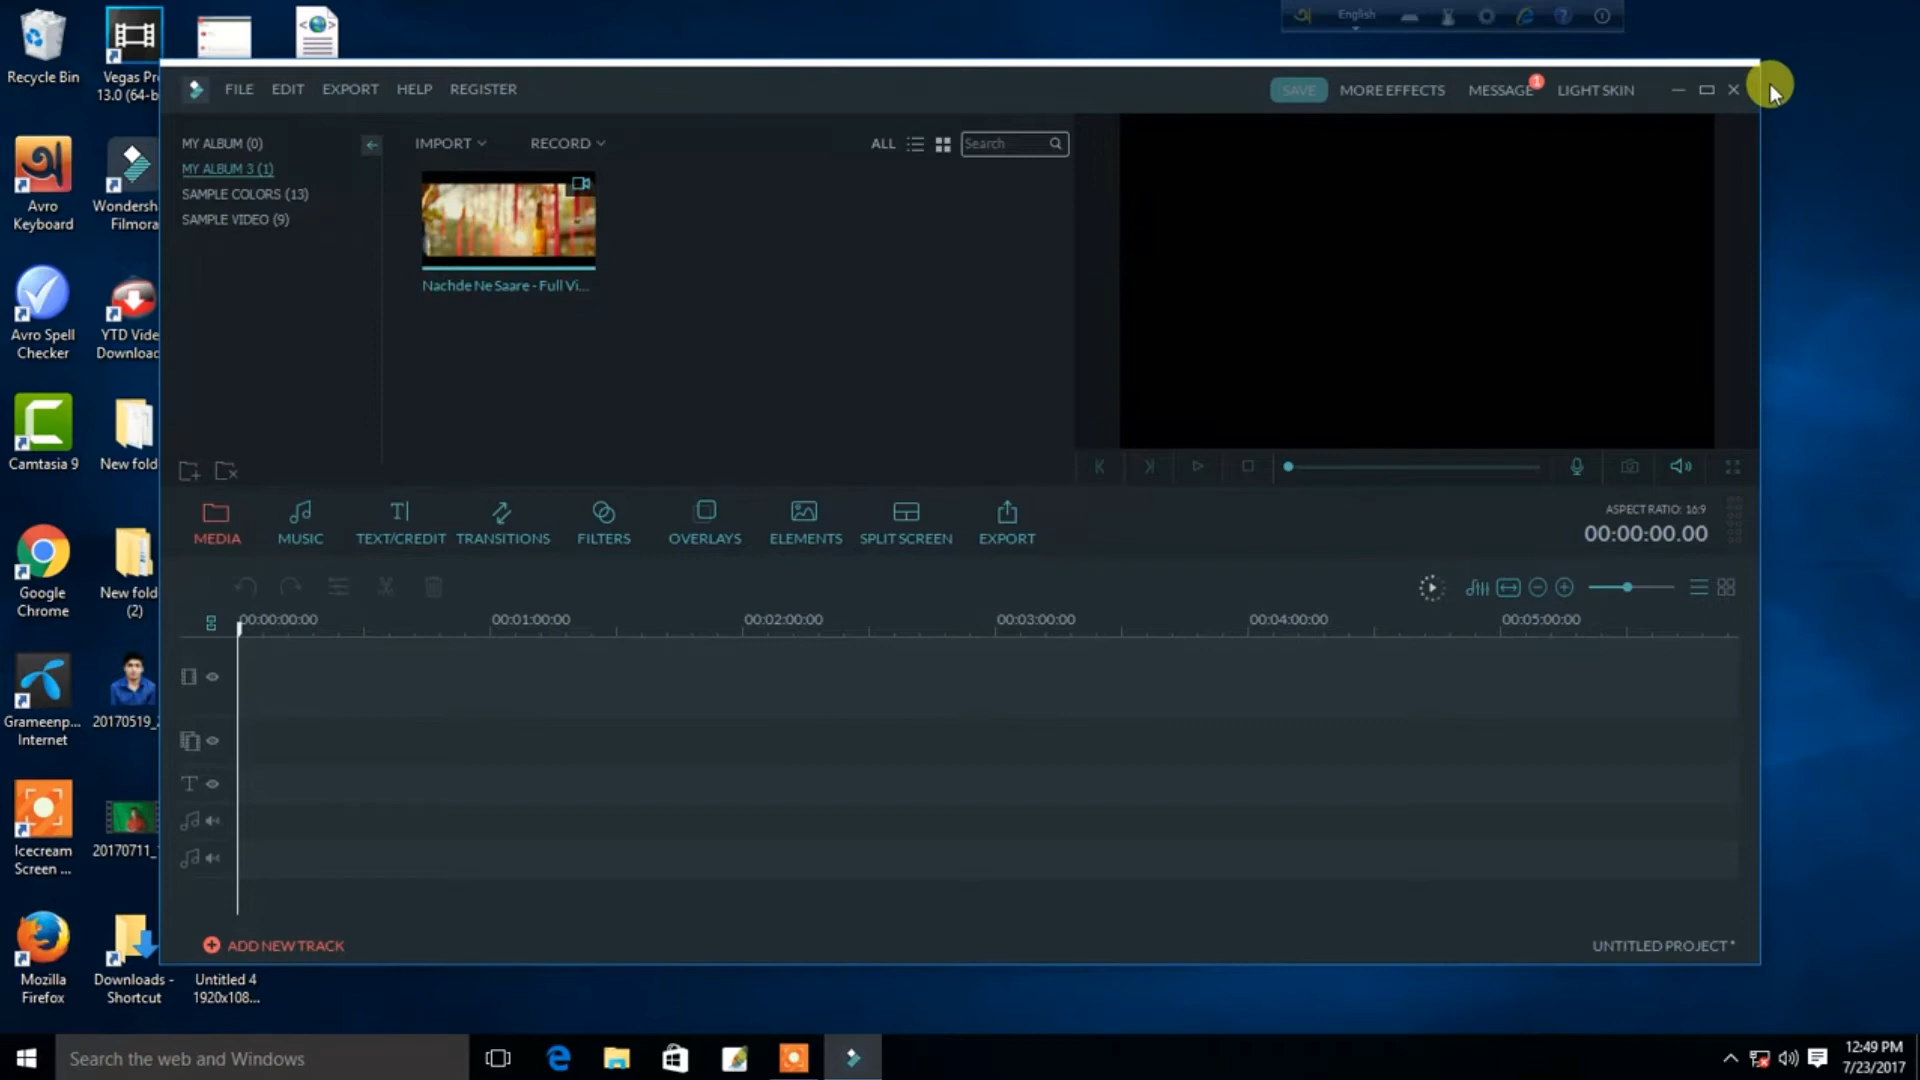 English
Recycle Bin
Vegas Pr
13.0 (64-b
FILE
EDIT
EXPORT
HELP
REGISTER
SAVE
MORE EFFECTS
MESSAGE
1
LIGHT SKIN
MY ALBUM (0)
MY ALBUM 3 (1)
SAMPLE COLORS (13)
SAMPLE VIDEO (9)
IMPORT
RECORD
ALL
Search
Nachde Ne Saare - Full Vi...
Avro
Keyboard
Wondersh
Filmora
Avro Spell
Checker
YTD Vide
Download
Camtasia 9
New fold
Google
Chrome
New fold
(2)
Grameenp...
Internet
20170519_
Icecream
Screen ...
20170711_
Mozilla
Firefox
Downloads -
Shortcut
Untitled 4
1920x108...
MEDIA
MUSIC
TEXT/CREDIT
TRANSITIONS
FILTERS
OVERLAYS
ELEMENTS
SPLIT SCREEN
EXPORT
ASPECT RATIO: 16:9
00:00:00.00
00:00:00:00
00:01:00:00
00:02:00:00
00:03:00:00
00:04:00:00
00:05:00:00
ADD NEW TRACK
UNTITLED PROJECT *
Search the web and Windows
12:49 PM
7/23/2017